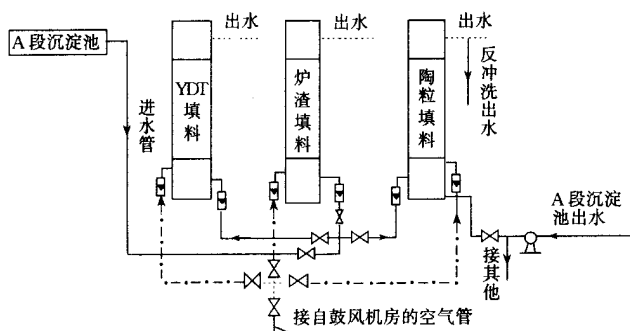 A段沉淀池
出水
出水
出水
进水管
YDT填料
炉渣填料
陶粒填料
反冲洗出水
A段沉淀
池出水
接其他
接自鼓风机房的空气管